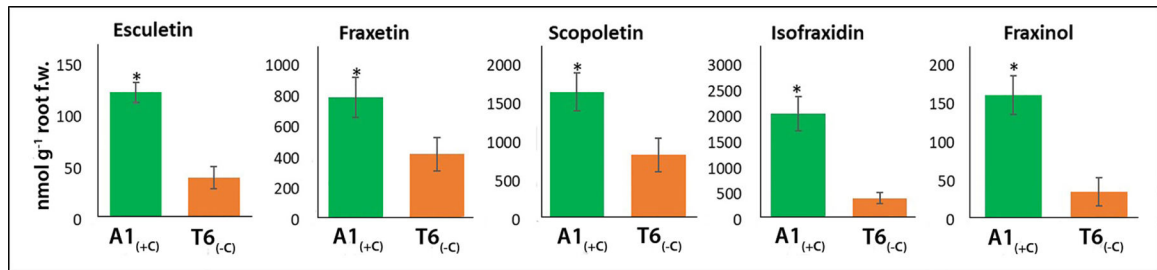 Esculetin
nmol g⁻¹ root f.w.
150
100
50
0
*
A1(+C) T6(-C)
Fraxetin
1000
800
600
400
200
0
*
A1(+C) T6(-C)
Scopoletin
2000
1500
1000
500
0
*
A1(+C) T6(-C)
Isofraxidin
3000
2500
2000
1500
1000
500
0
*
A1(+C) T6(-C)
Fraxinol
200
150
100
50
0
*
A1(+C) T6(-C)